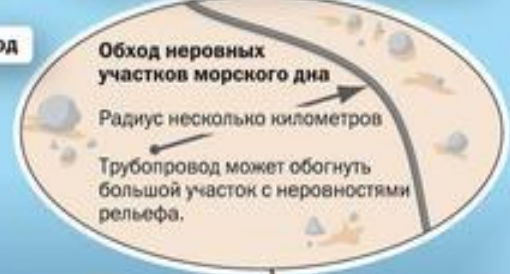 од
Обход неровных
участков морского дна
Радиус несколько километров
Трубопровод может обогнуть
большой участок с неровностями
рельефа.